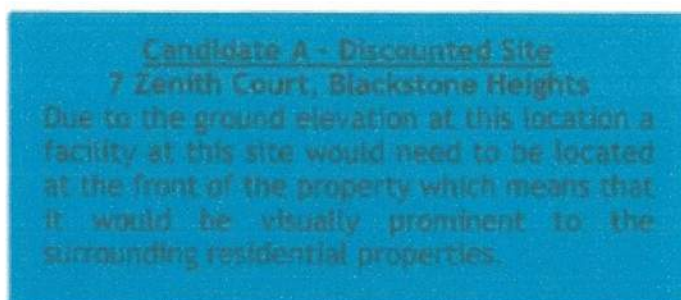 Candidate A - Discounted Site
7 Zenith Court, Blackstone Heights
Due to the ground elevation at this location a
facility at this site would need to be located
at the front of the property which means that
it would be visually prominent to the
surrounding residential properties.